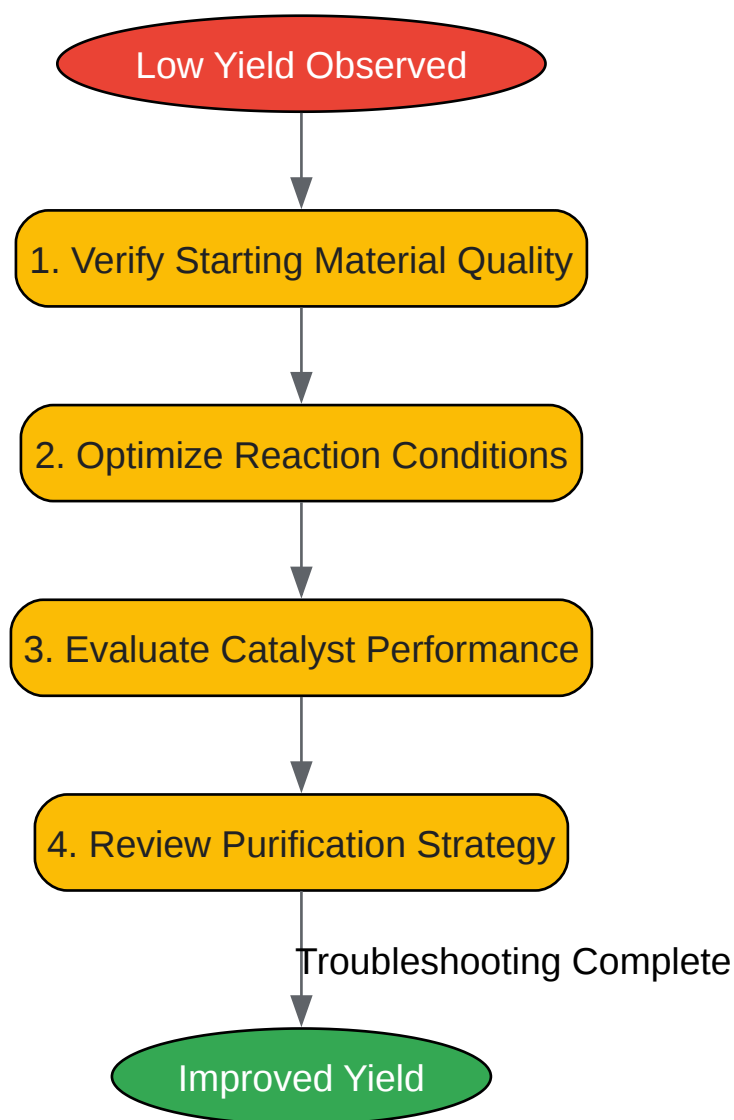 Low Yield Observed
1. Verify Starting Material Quality
2. Optimize Reaction Conditions
3. Evaluate Catalyst Performance
4. Review Purification Strategy
Troubleshooting Complete
Improved Yield